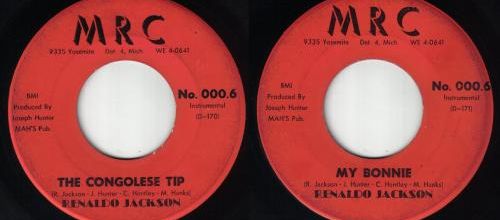 MRC
9335 Yosemite Det. 4, Mich. WE 4-0641
No. 000.6
BMI
Produced By
Joseph Hunter
MAH'S Pub.
Instrumental
(D-170)
THE CONGOLESE TIP
(R. Jackson - J. Hunter - C. Hontley - M. Hanks)
RENALDO JACKSON
MRC
9335 Yosemite Det. 4, Mich. WE 4-0641
No. 000.6
BMI
Produced By
Joseph Hunter
MAH'S Pub.
Instrumental
(D-171)
MY BONNIE
(R. Jackson - J. Hunter - C. Hontley - M. Hanks)
RENALDO JACKSON